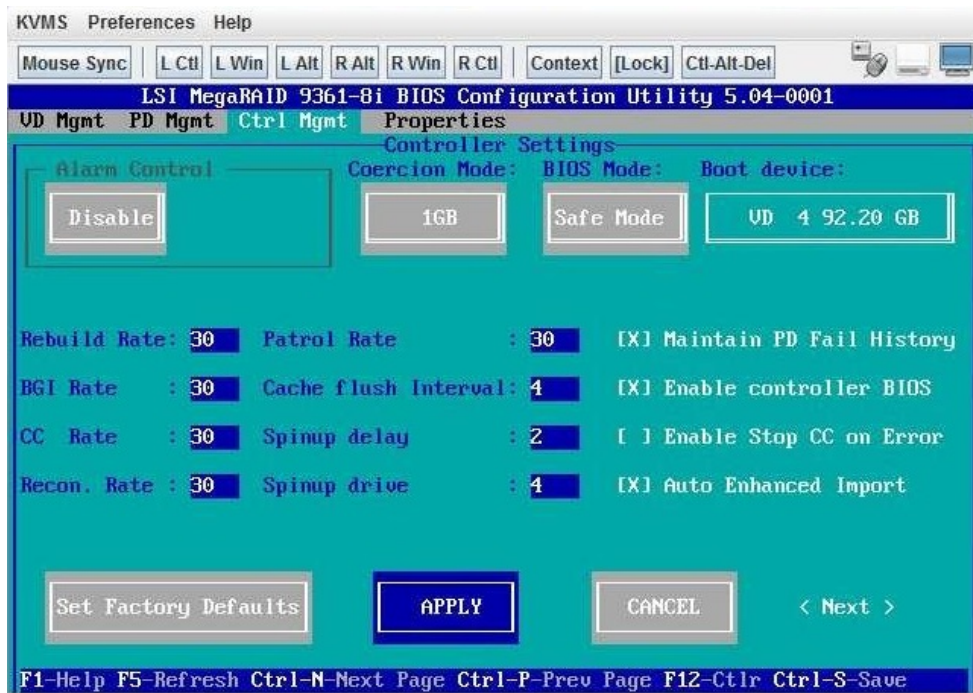 KVMS Preferences Help
Mouse Sync L Ctl L Win L Alt R Alt R Win R Ctl Context [Lock] Ctl-Alt-Del
LSI MegaRAID 9361-8i BIOS Configuration Utility 5.04-0001
VD Mgmt PD Mgmt Ctrl Mgmt Properties
Controller Settings
Alarm Control Coercion Mode: BIOS Mode: Boot device:
Disable 1GB Safe Mode VD 4 92.20 GB
Rebuild Rate: 30 Patrol Rate : 30 [X] Maintain PD Fail History
BGI Rate : 30 Cache flush Interval: 4 [X] Enable controller BIOS
CC Rate : 30 Spinup delay : 2 [ ] Enable Stop CC on Error
Recon. Rate : 30 Spinup drive : 4 [X] Auto Enhanced Import
Set Factory Defaults APPLY CANCEL < Next >
F1-Help F5-Refresh Ctrl-N-Next Page Ctrl-P-Prev Page F12-Ctlr Ctrl-S-Save